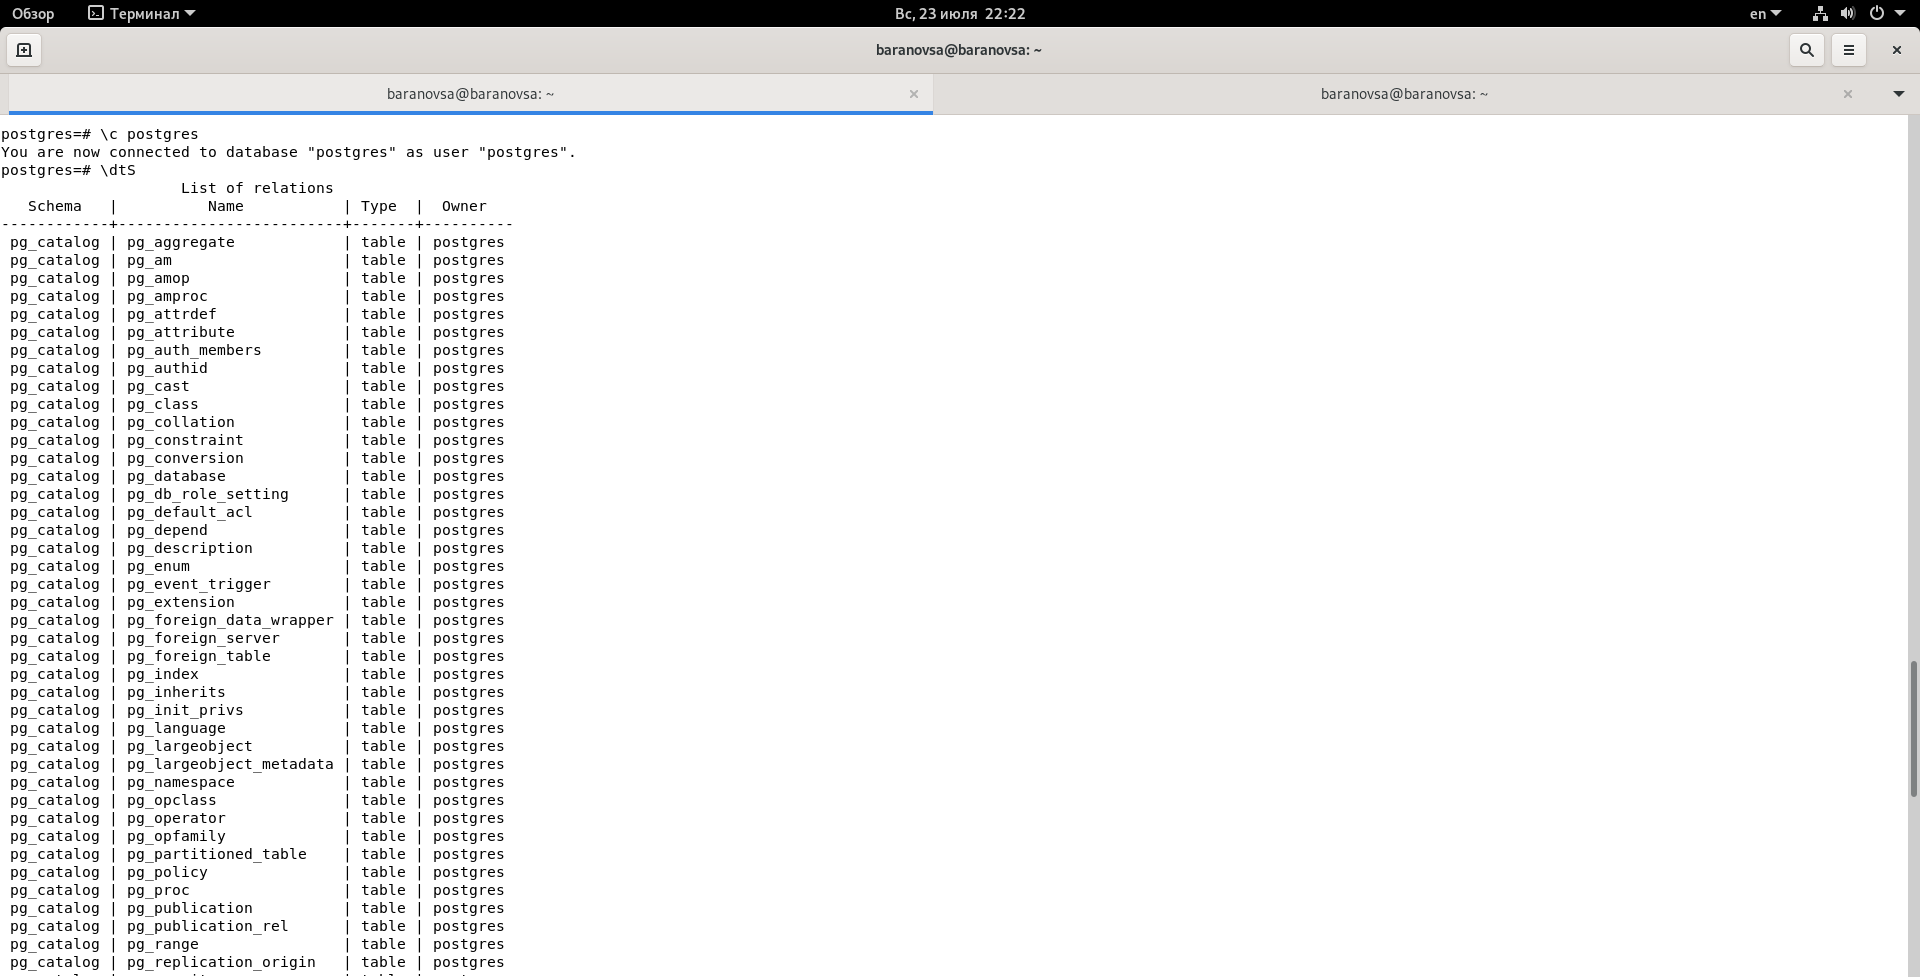 Обзор Терминал Вс, 23 июля 22:22 en
baranovsa@baranovsa: ~
baranovsa@baranovsa: ~ baranovsa@baranovsa: ~
postgres=# \c postgres
You are now connected to database "postgres" as user "postgres".
postgres=# \dtS
                    List of relations
   Schema   |          Name           | Type  |  Owner
------------+-------------------------+-------+----------
 pg_catalog | pg_aggregate            | table | postgres
 pg_catalog | pg_am                   | table | postgres
 pg_catalog | pg_amop                 | table | postgres
 pg_catalog | pg_amproc               | table | postgres
 pg_catalog | pg_attrdef              | table | postgres
 pg_catalog | pg_attribute            | table | postgres
 pg_catalog | pg_auth_members         | table | postgres
 pg_catalog | pg_authid               | table | postgres
 pg_catalog | pg_cast                 | table | postgres
 pg_catalog | pg_class                | table | postgres
 pg_catalog | pg_collation            | table | postgres
 pg_catalog | pg_constraint           | table | postgres
 pg_catalog | pg_conversion           | table | postgres
 pg_catalog | pg_database             | table | postgres
 pg_catalog | pg_db_role_setting      | table | postgres
 pg_catalog | pg_default_acl          | table | postgres
 pg_catalog | pg_depend               | table | postgres
 pg_catalog | pg_description          | table | postgres
 pg_catalog | pg_enum                 | table | postgres
 pg_catalog | pg_event_trigger        | table | postgres
 pg_catalog | pg_extension            | table | postgres
 pg_catalog | pg_foreign_data_wrapper | table | postgres
 pg_catalog | pg_foreign_server       | table | postgres
 pg_catalog | pg_foreign_table        | table | postgres
 pg_catalog | pg_index                | table | postgres
 pg_catalog | pg_inherits             | table | postgres
 pg_catalog | pg_init_privs           | table | postgres
 pg_catalog | pg_language             | table | postgres
 pg_catalog | pg_largeobject          | table | postgres
 pg_catalog | pg_largeobject_metadata | table | postgres
 pg_catalog | pg_namespace            | table | postgres
 pg_catalog | pg_opclass              | table | postgres
 pg_catalog | pg_operator             | table | postgres
 pg_catalog | pg_opfamily             | table | postgres
 pg_catalog | pg_partitioned_table    | table | postgres
 pg_catalog | pg_policy               | table | postgres
 pg_catalog | pg_proc                 | table | postgres
 pg_catalog | pg_publication          | table | postgres
 pg_catalog | pg_publication_rel      | table | postgres
 pg_catalog | pg_range                | table | postgres
 pg_catalog | pg_replication_origin   | table | postgres